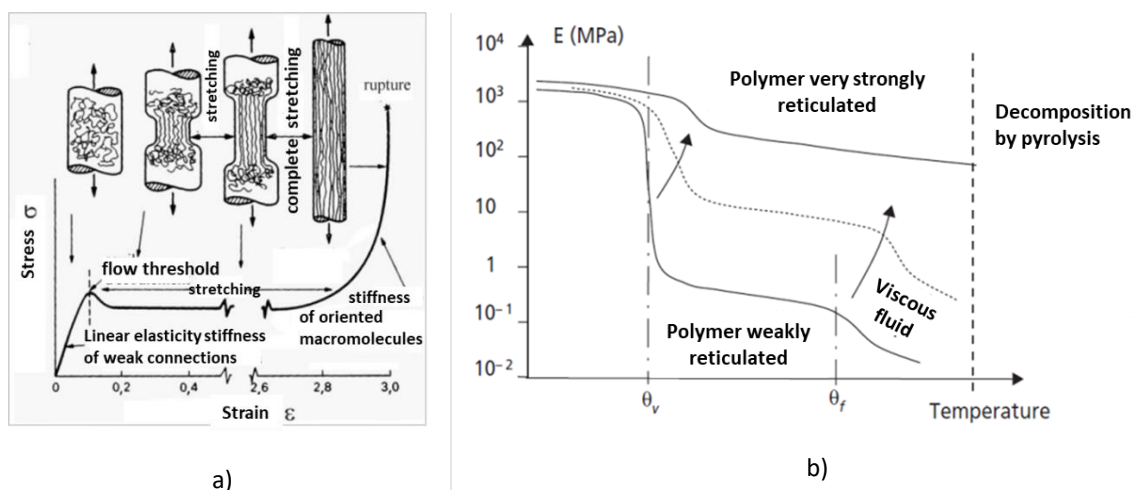 rupture
stretching
complete stretching
Stress σ
flow threshold
stretching
stiffness
of oriented
macromolecules
Linear elasticity stiffness
of weak connections
0
0,2
0,4
2,6
2,8
3,0
Strain ε
a)
E (MPa)
10⁴
10³
10²
10
1
10⁻¹
10⁻²
Polymer very strongly
reticulated
Decomposition
by pyrolysis
Viscous
fluid
Polymer weakly
reticulated
θᵥ
θf
Temperature
b)